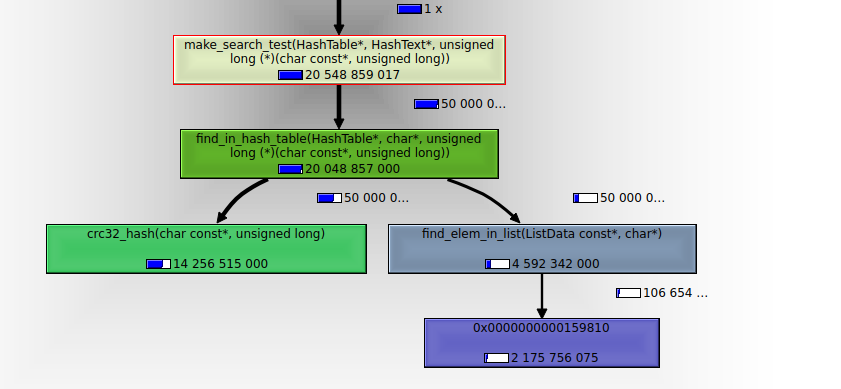 1 x
make_search_test(HashTable*, HashText*, unsigned
long (*)(char const*, unsigned long))
20 548 859 017
50 000 0...
find_in_hash_table(HashTable*, char*, unsigned
long (*)(char const*, unsigned long))
20 048 857 000
50 000 0...
50 000 0...
crc32_hash(char const*, unsigned long)
14 256 515 000
find_elem_in_list(ListData const*, char*)
4 592 342 000
106 654 ...
0x0000000000159810
2 175 756 075